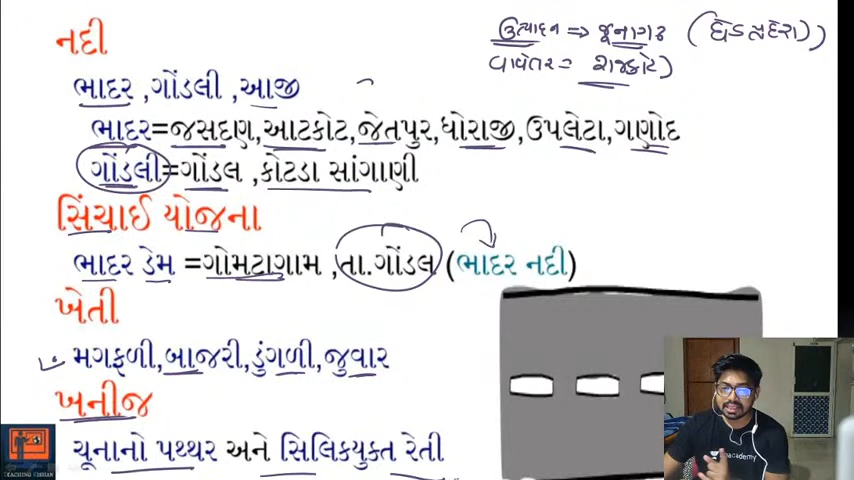 નદી
ઉત્પાદન => જૂનાગઢ
વાવેતર = રાજકોટ)
ભાદર ,ગોંડલી ,આજી
ભાદર=જસદણ,આટકોટ,જેતપુર,ધોરાજી,ઉપલેટા,ગણોદ
ગોંડલી=ગોંડલ ,કોટડા સાંગાણી
સિંચાઈ યોજના
ભાદર ડેમ =ગોમટાગામ ,તા.ગોંડલ (ભાદર નદી)
ખેતી
મગફળી,બાજરી,ડુંગળી,જુવાર
ખનીજ
ચૂનાનો પથ્થર અને સિલિકયુક્ત રેતી